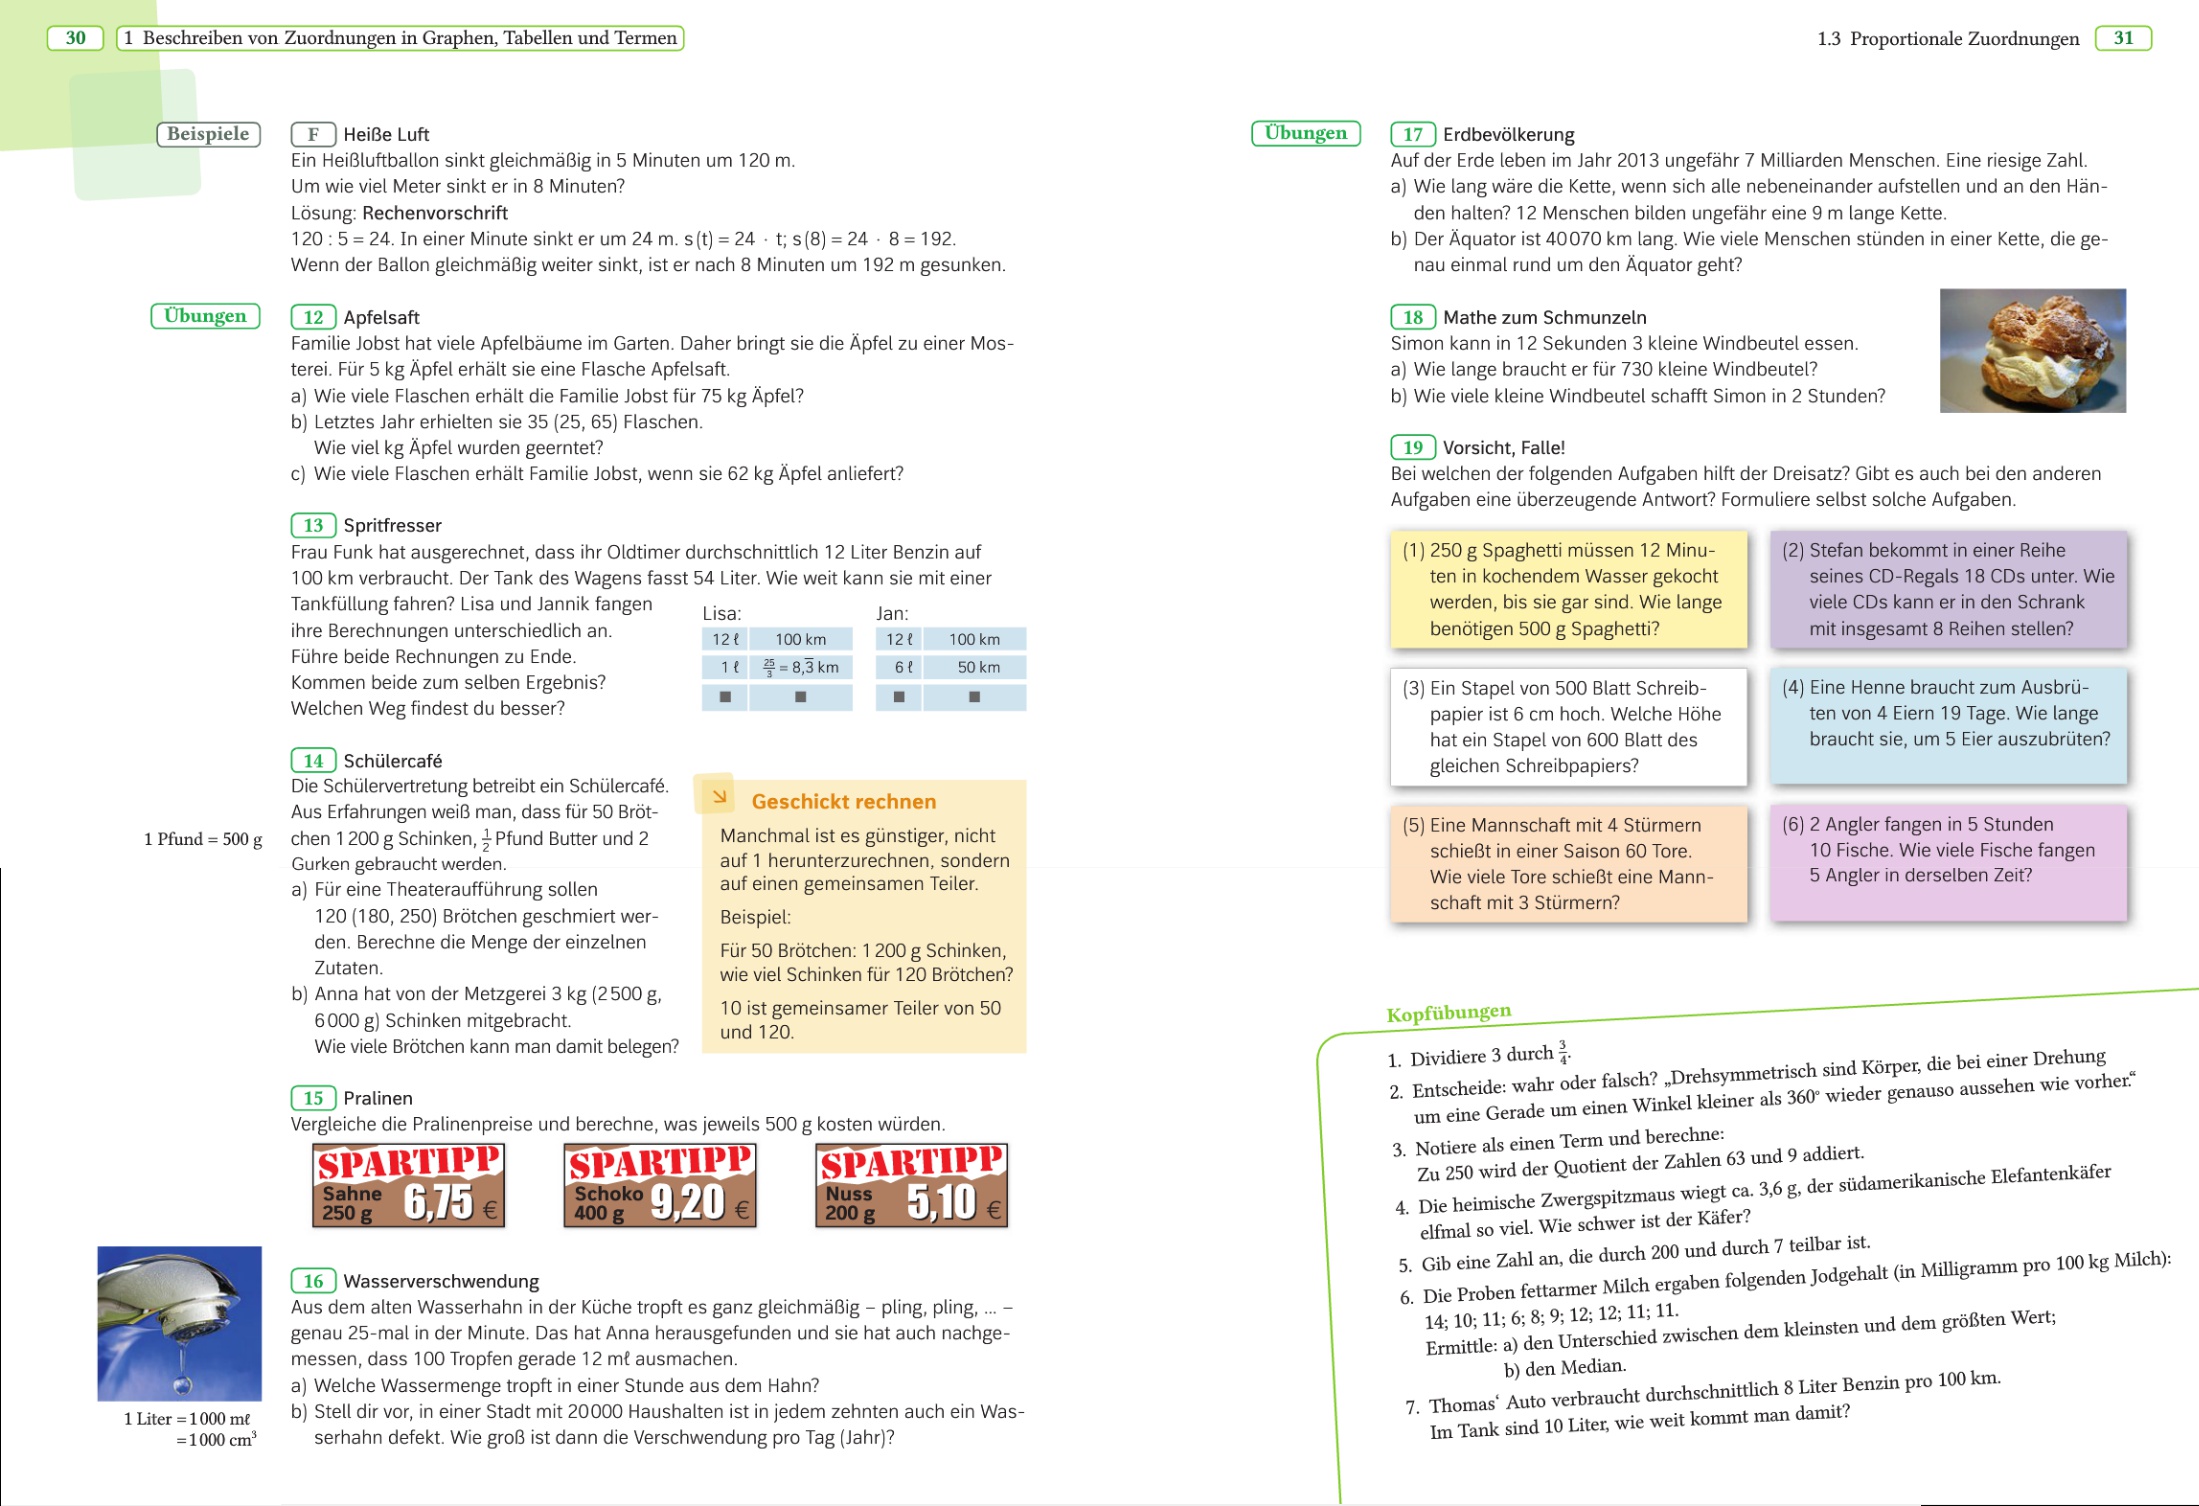 30
1 Beschreiben von Zuordnungen in Graphen, Tabellen und Termen
Beispiele
F Heiße Luft
Ein Heißluftballon sinkt gleichmäßig in 5 Minuten um 120 m.
Um wie viel Meter sinkt er in 8 Minuten?
Lösung: Rechenvorschrift
120 : 5 = 24. In einer Minute sinkt er um 24 m. s (t) = 24 · t; s (8) = 24 · 8 = 192.
Wenn der Ballon gleichmäßig weiter sinkt, ist er nach 8 Minuten um 192 m gesunken.
Übungen
12 Apfelsaft
Familie Jobst hat viele Apfelbäume im Garten. Daher bringt sie die Äpfel zu einer Mos-
terei. Für 5 kg Äpfel erhält sie eine Flasche Apfelsaft.
a) Wie viele Flaschen erhält die Familie Jobst für 75 kg Äpfel?
b) Letztes Jahr erhielten sie 35 (25, 65) Flaschen.
Wie viel kg Äpfel wurden geerntet?
c) Wie viele Flaschen erhält Familie Jobst, wenn sie 62 kg Äpfel anliefert?
13 Spritfresser
Frau Funk hat ausgerechnet, dass ihr Oldtimer durchschnittlich 12 Liter Benzin auf
100 km verbraucht. Der Tank des Wagens fasst 54 Liter. Wie weit kann sie mit einer
Tankfüllung fahren? Lisa und Jannik fangen
ihre Berechnungen unterschiedlich an.
Führe beide Rechnungen zu Ende.
Kommen beide zum selben Ergebnis?
Welchen Weg findest du besser?
Lisa:
12 ℓ 100 km
1 ℓ 25/3 = 8,3̅ km
■ ■
Jan:
12 ℓ 100 km
6 ℓ 50 km
■ ■
14 Schülercafé
Die Schülervertretung betreibt ein Schülercafé.
Aus Erfahrungen weiß man, dass für 50 Bröt-
chen 1 200 g Schinken, 1/2 Pfund Butter und 2
Gurken gebraucht werden.
1 Pfund = 500 g
a) Für eine Theateraufführung sollen
120 (180, 250) Brötchen geschmiert wer-
den. Berechne die Menge der einzelnen
Zutaten.
b) Anna hat von der Metzgerei 3 kg (2 500 g,
6 000 g) Schinken mitgebracht.
Wie viele Brötchen kann man damit belegen?
↘ Geschickt rechnen
Manchmal ist es günstiger, nicht
auf 1 herunterzurechnen, sondern
auf einen gemeinsamen Teiler.
Beispiel:
Für 50 Brötchen: 1 200 g Schinken,
wie viel Schinken für 120 Brötchen?
10 ist gemeinsamer Teiler von 50
und 120.
15 Pralinen
Vergleiche die Pralinenpreise und berechne, was jeweils 500 g kosten würden.
SPARTIPP
Sahne
250 g 6,75 €
SPARTIPP
Schoko
400 g 9,20 €
SPARTIPP
Nuss
200 g 5,10 €
16 Wasserverschwendung
Aus dem alten Wasserhahn in der Küche tropft es ganz gleichmäßig – pling, pling, ... –
genau 25-mal in der Minute. Das hat Anna herausgefunden und sie hat auch nachge-
messen, dass 100 Tropfen gerade 12 mℓ ausmachen.
a) Welche Wassermenge tropft in einer Stunde aus dem Hahn?
b) Stell dir vor, in einer Stadt mit 20 000 Haushalten ist in jedem zehnten auch ein Was-
serhahn defekt. Wie groß ist dann die Verschwendung pro Tag (Jahr)?
1 Liter = 1 000 mℓ
= 1 000 cm³
1.3 Proportionale Zuordnungen
31
Übungen
17 Erdbevölkerung
Auf der Erde leben im Jahr 2013 ungefähr 7 Milliarden Menschen. Eine riesige Zahl.
a) Wie lang wäre die Kette, wenn sich alle nebeneinander aufstellen und an den Hän-
den halten? 12 Menschen bilden ungefähr eine 9 m lange Kette.
b) Der Äquator ist 40 070 km lang. Wie viele Menschen stünden in einer Kette, die ge-
nau einmal rund um den Äquator geht?
18 Mathe zum Schmunzeln
Simon kann in 12 Sekunden 3 kleine Windbeutel essen.
a) Wie lange braucht er für 730 kleine Windbeutel?
b) Wie viele kleine Windbeutel schafft Simon in 2 Stunden?
19 Vorsicht, Falle!
Bei welchen der folgenden Aufgaben hilft der Dreisatz? Gibt es auch bei den anderen
Aufgaben eine überzeugende Antwort? Formuliere selbst solche Aufgaben.
(1) 250 g Spaghetti müssen 12 Minu-
ten in kochendem Wasser gekocht
werden, bis sie gar sind. Wie lange
benötigen 500 g Spaghetti?
(2) Stefan bekommt in einer Reihe
seines CD-Regals 18 CDs unter. Wie
viele CDs kann er in den Schrank
mit insgesamt 8 Reihen stellen?
(3) Ein Stapel von 500 Blatt Schreib-
papier ist 6 cm hoch. Welche Höhe
hat ein Stapel von 600 Blatt des
gleichen Schreibpapiers?
(4) Eine Henne braucht zum Ausbrü-
ten von 4 Eiern 19 Tage. Wie lange
braucht sie, um 5 Eier auszubrüten?
(5) Eine Mannschaft mit 4 Stürmern
schießt in einer Saison 60 Tore.
Wie viele Tore schießt eine Mann-
schaft mit 3 Stürmern?
(6) 2 Angler fangen in 5 Stunden
10 Fische. Wie viele Fische fangen
5 Angler in derselben Zeit?
Kopfübungen
1. Dividiere 3 durch 3/4.
2. Entscheide: wahr oder falsch? „Drehsymmetrisch sind Körper, die bei einer Drehung
um eine Gerade um einen Winkel kleiner als 360° wieder genauso aussehen wie vorher.“
3. Notiere als einen Term und berechne:
Zu 250 wird der Quotient der Zahlen 63 und 9 addiert.
4. Die heimische Zwergspitzmaus wiegt ca. 3,6 g, der südamerikanische Elefantenkäfer
elfmal so viel. Wie schwer ist der Käfer?
5. Gib eine Zahl an, die durch 200 und durch 7 teilbar ist.
6. Die Proben fettarmer Milch ergaben folgenden Jodgehalt (in Milligramm pro 100 kg Milch):
14; 10; 11; 6; 8; 9; 12; 12; 11; 11.
Ermittle: a) den Unterschied zwischen dem kleinsten und dem größten Wert;
b) den Median.
7. Thomas‘ Auto verbraucht durchschnittlich 8 Liter Benzin pro 100 km.
Im Tank sind 10 Liter, wie weit kommt man damit?